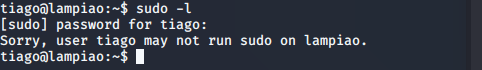 tiago@lampiao:~$ sudo -l
[sudo] password for tiago:
Sorry, user tiago may not run sudo on lampiao.
tiago@lampiao:~$